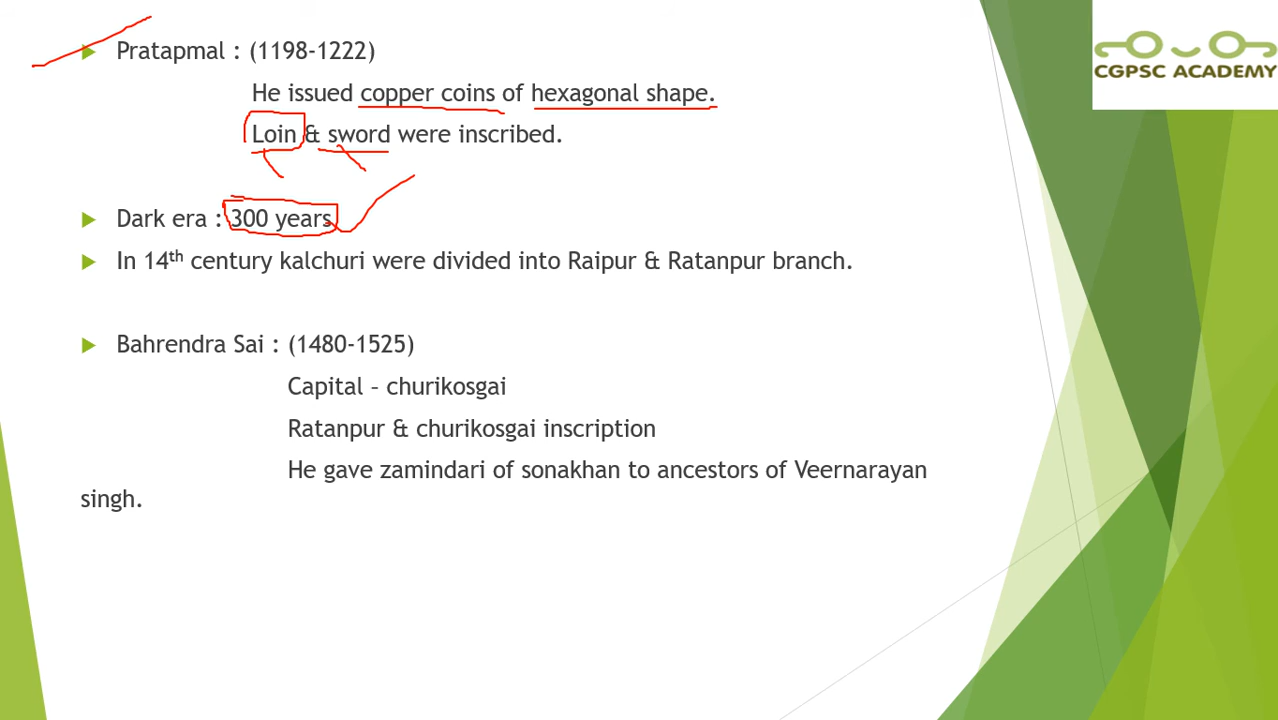 Pratapmal : (1198-1222)
CGPSC ACADEMY
He issued copper coins of hexagonal shape.
Loin & sword were inscribed.
Dark era : 300 years
In 14th century kalchuri were divided into Raipur & Ratanpur branch.
Bahrendra Sai : (1480-1525)
Capital – churikosgai
Ratanpur & churikosgai inscription
He gave zamindari of sonakhan to ancestors of Veernarayan
singh.